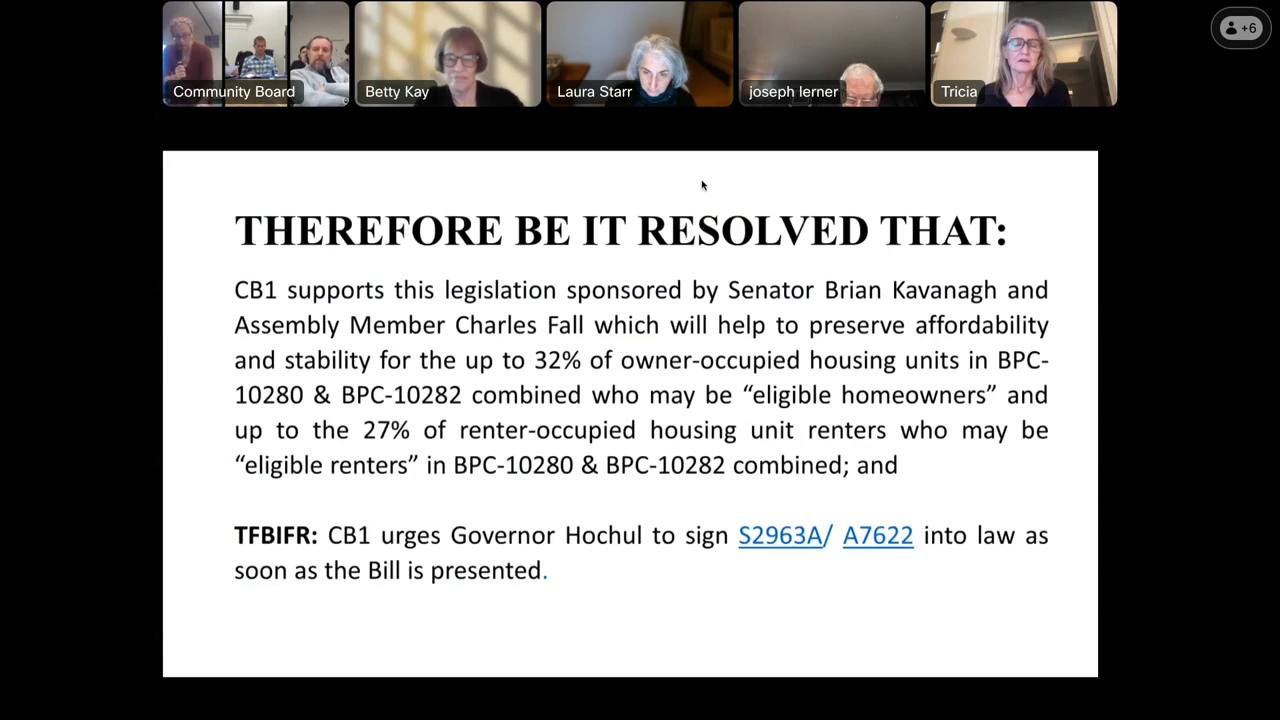 Community Board
Betty Kay
Laura Starr
joseph lerner
Tricia
+6
THEREFORE BE IT RESOLVED THAT:
CB1 supports this legislation sponsored by Senator Brian Kavanagh and
Assembly Member Charles Fall which will help to preserve affordability
and stability for the up to 32% of owner-occupied housing units in BPC-
10280 & BPC-10282 combined who may be “eligible homeowners” and
up to the 27% of renter-occupied housing unit renters who may be
“eligible renters” in BPC-10280 & BPC-10282 combined; and
TFBIFR: CB1 urges Governor Hochul to sign S2963A/ A7622 into law as
soon as the Bill is presented.